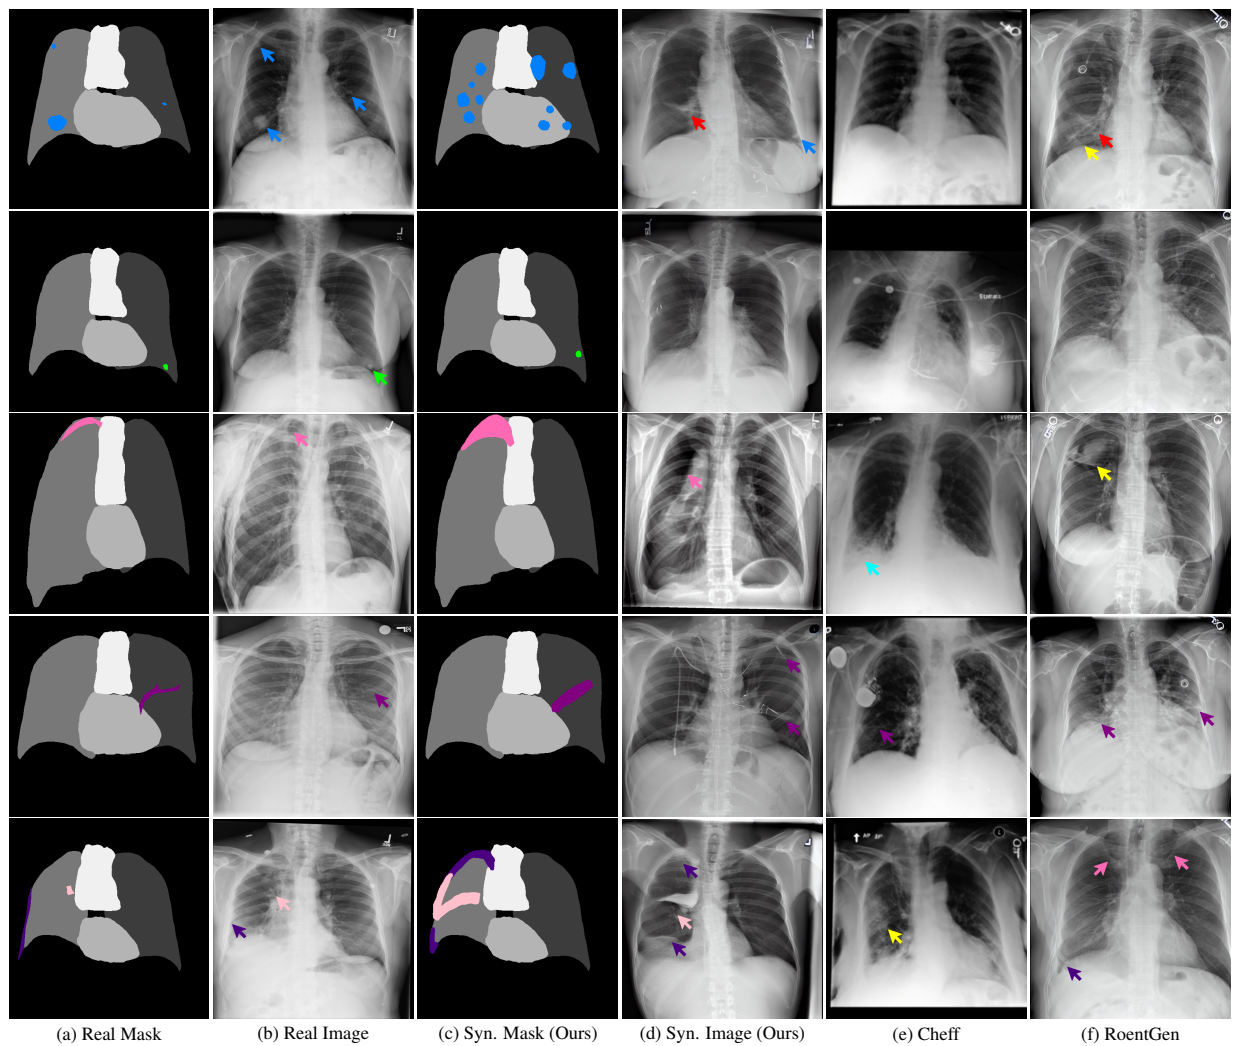 (a) Real Mask
(b) Real Image
(c) Syn. Mask (Ours)
(d) Syn. Image (Ours)
(e) Cheff
(f) RoentGen